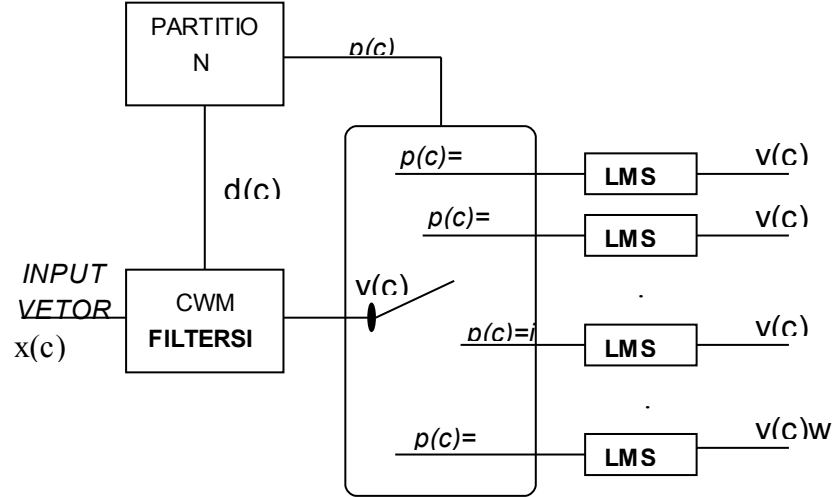 PARTITIO
N
p(c)
d(c)
INPUT
VETOR
x(c)
CWM
FILTERSI
v(c)
p(c)=
LMS
v(c)
p(c)=
LMS
v(c)
.
p(c)=i
LMS
v(c)
.
p(c)=
LMS
v(c)w